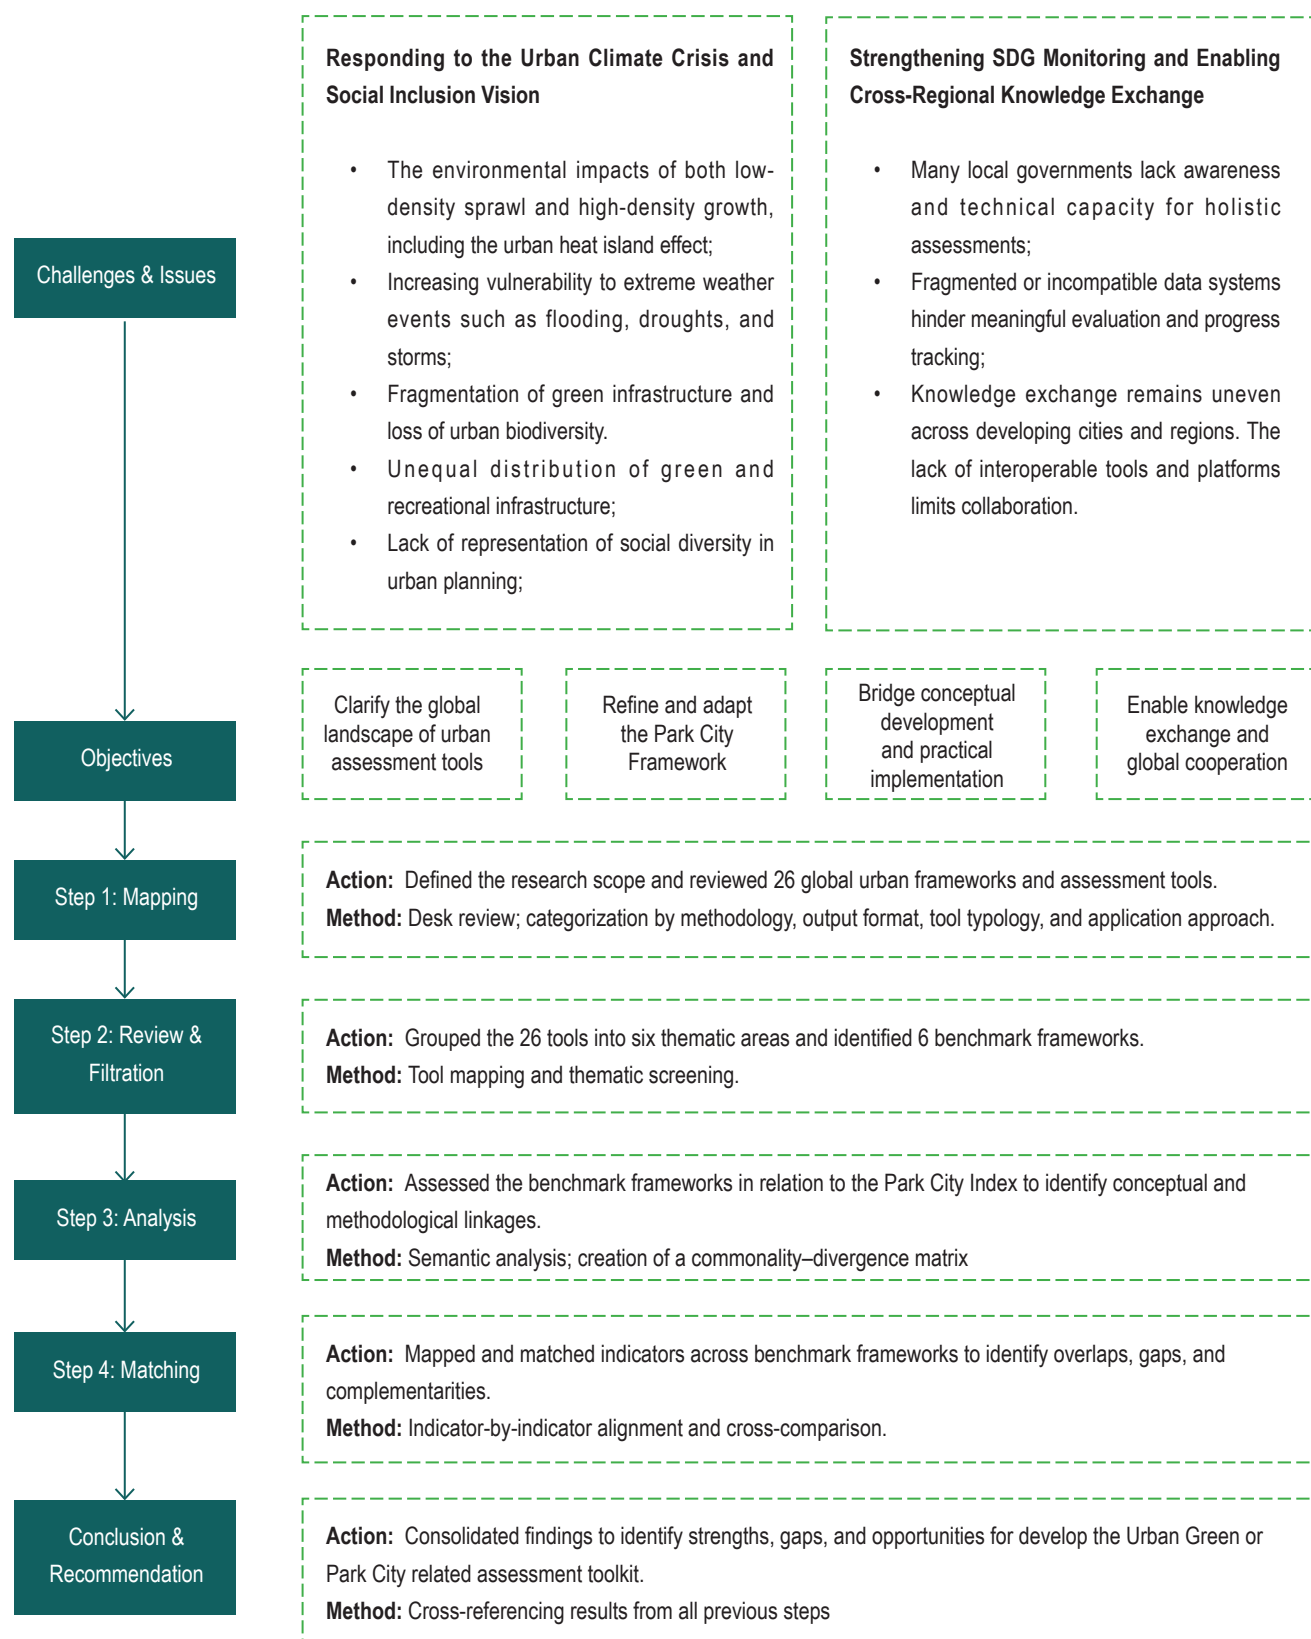 Challenges & Issues
Responding to the Urban Climate Crisis and
Social Inclusion Vision
• The environmental impacts of both low-
density sprawl and high-density growth,
including the urban heat island effect;
• Increasing vulnerability to extreme weather
events such as flooding, droughts, and
storms;
• Fragmentation of green infrastructure and
loss of urban biodiversity.
• Unequal distribution of green and
recreational infrastructure;
• Lack of representation of social diversity in
urban planning;
Strengthening SDG Monitoring and Enabling
Cross-Regional Knowledge Exchange
• Many local governments lack awareness
and technical capacity for holistic
assessments;
• Fragmented or incompatible data systems
hinder meaningful evaluation and progress
tracking;
• Knowledge exchange remains uneven
across developing cities and regions. The
lack of interoperable tools and platforms
limits collaboration.
Objectives
Clarify the global
landscape of urban
assessment tools
Refine and adapt
the Park City
Framework
Bridge conceptual
development
and practical
implementation
Enable knowledge
exchange and
global cooperation
Step 1: Mapping
Action: Defined the research scope and reviewed 26 global urban frameworks and assessment tools.
Method: Desk review; categorization by methodology, output format, tool typology, and application approach.
Step 2: Review &
Filtration
Action: Grouped the 26 tools into six thematic areas and identified 6 benchmark frameworks.
Method: Tool mapping and thematic screening.
Step 3: Analysis
Action: Assessed the benchmark frameworks in relation to the Park City Index to identify conceptual and
methodological linkages.
Method: Semantic analysis; creation of a commonality–divergence matrix
Step 4: Matching
Action: Mapped and matched indicators across benchmark frameworks to identify overlaps, gaps, and
complementarities.
Method: Indicator-by-indicator alignment and cross-comparison.
Conclusion &
Recommendation
Action: Consolidated findings to identify strengths, gaps, and opportunities for develop the Urban Green or
Park City related assessment toolkit.
Method: Cross-referencing results from all previous steps